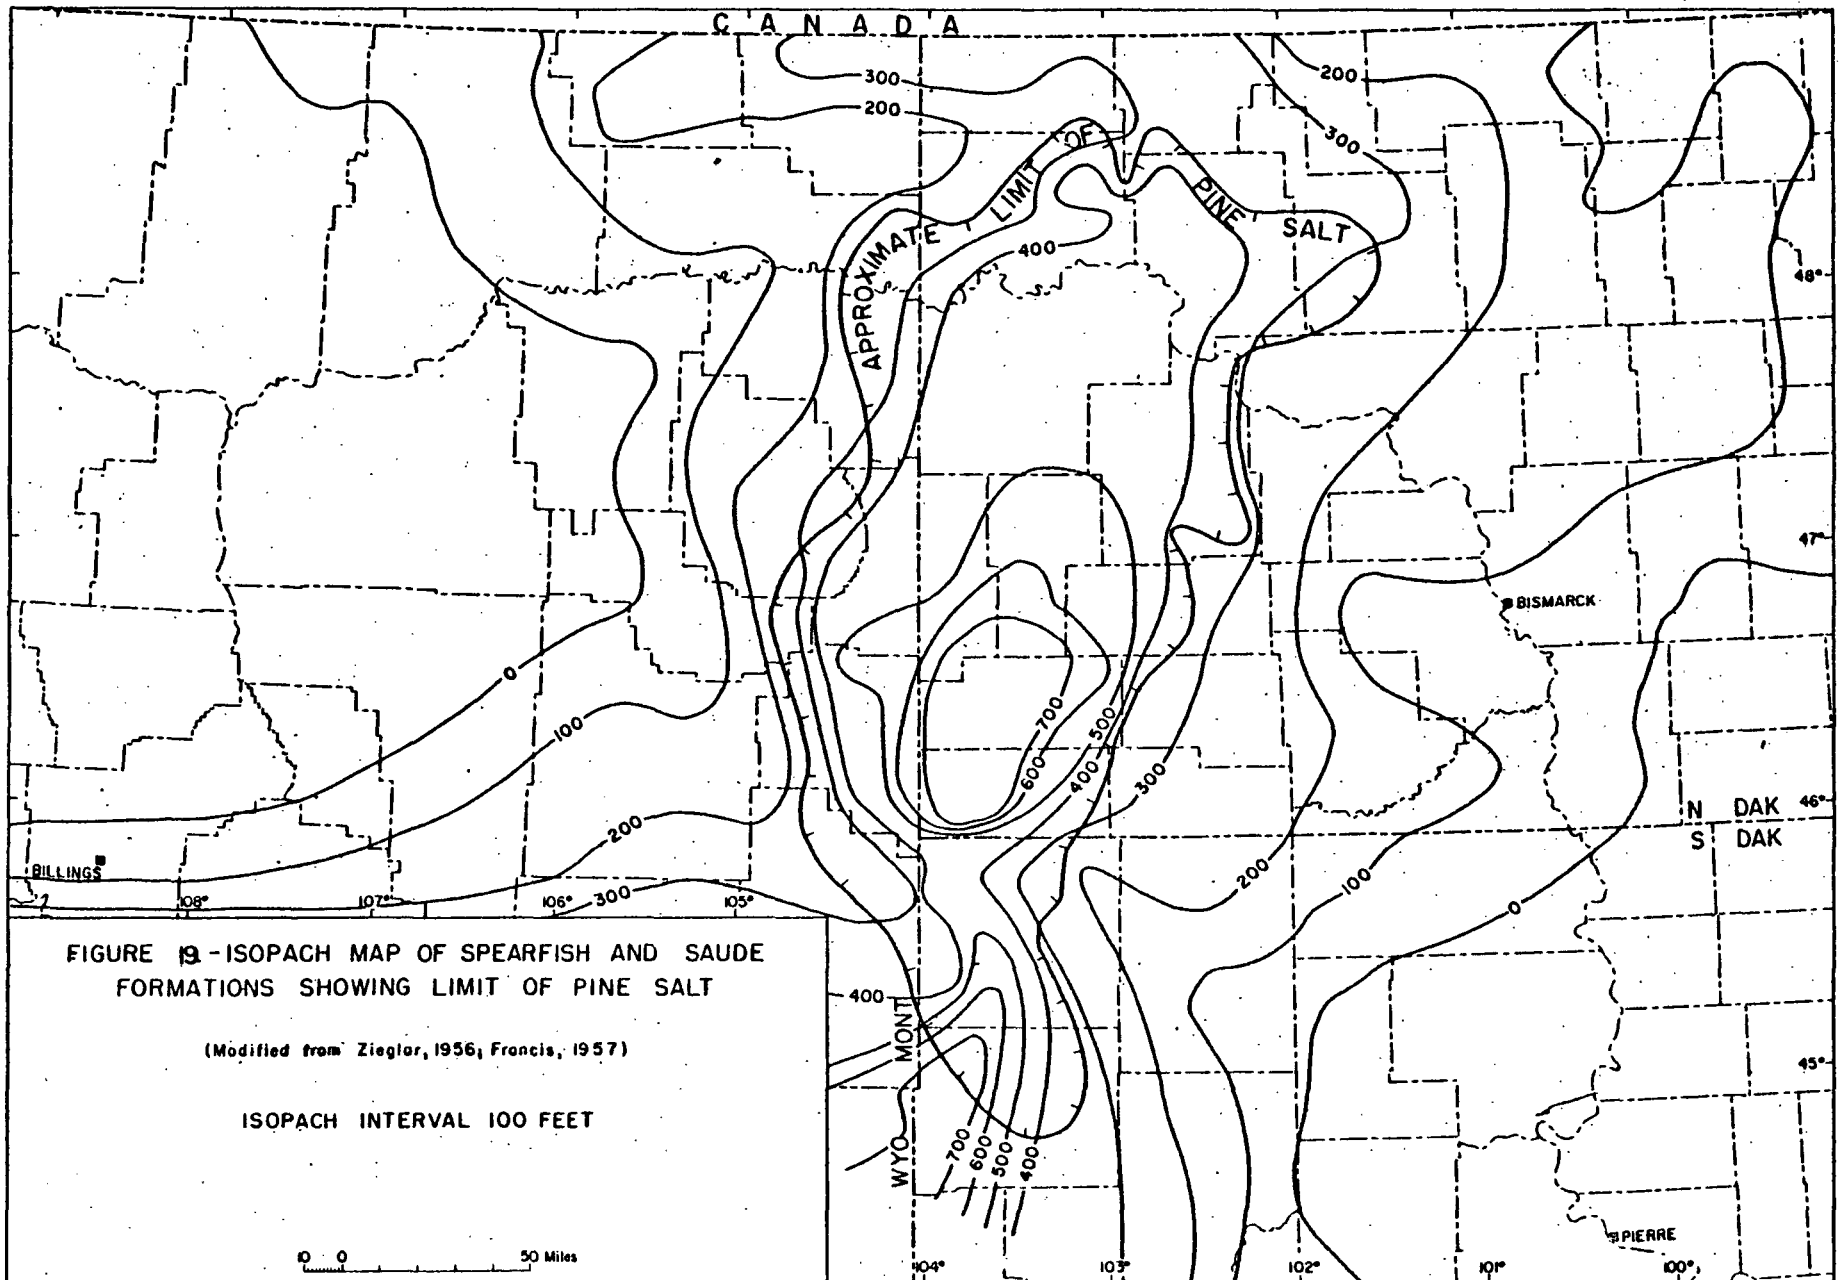 C A N A D A
300
200
200
300
APPROXIMATE LIMIT OF PINE SALT
400
48°
47°
BISMARCK
0
100
700
500
600
400
300
46°
N DAK
S DAK
200
BILLINGS
200
100
0
300
108°
107°
106°
105°
FIGURE 19.-ISOPACH MAP OF SPEARFISH AND SAUDE
FORMATIONS SHOWING LIMIT OF PINE SALT
(Modified from Zieglar, 1956; Francis, 1957)
ISOPACH INTERVAL 100 FEET
400
MONT
WYO
45°
700
600
500
400
PIERRE
10 0 50 Miles
104°
103°
102°
101°
100°